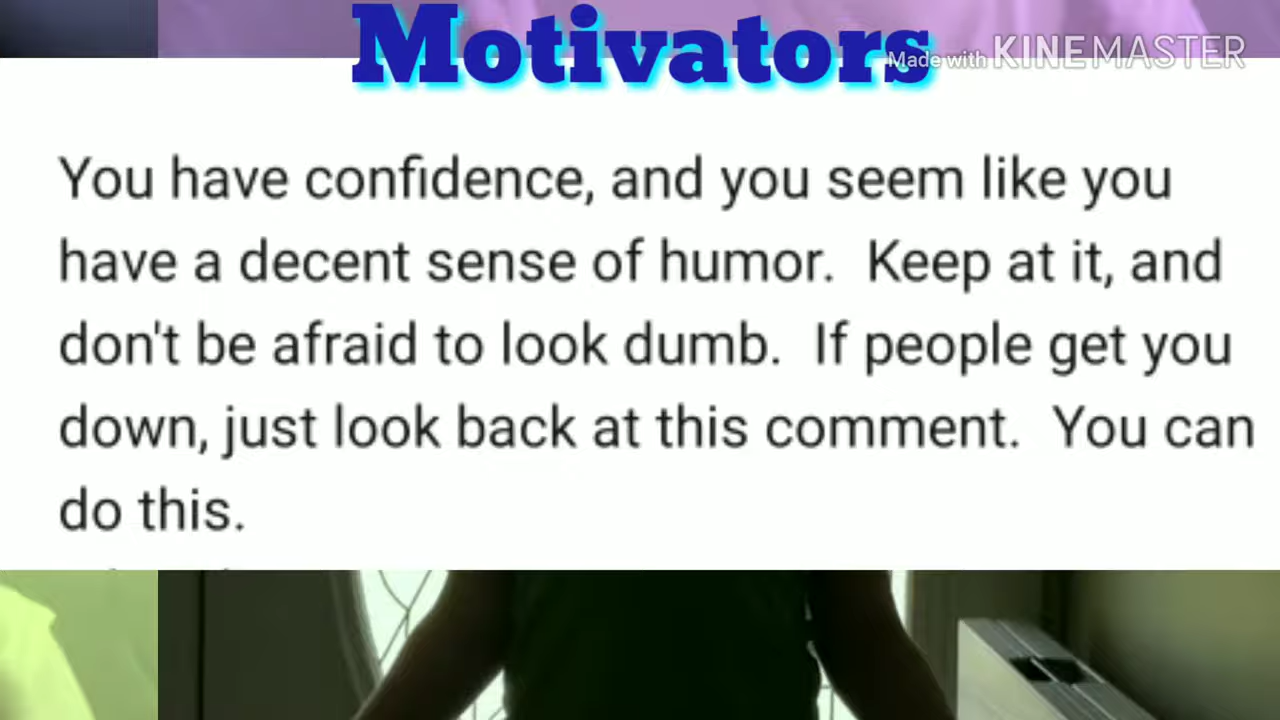 Motivators
Made with KINEMASTER
You have confidence, and you seem like you
have a decent sense of humor.  Keep at it, and
don't be afraid to look dumb.  If people get you
down, just look back at this comment.  You can
do this.